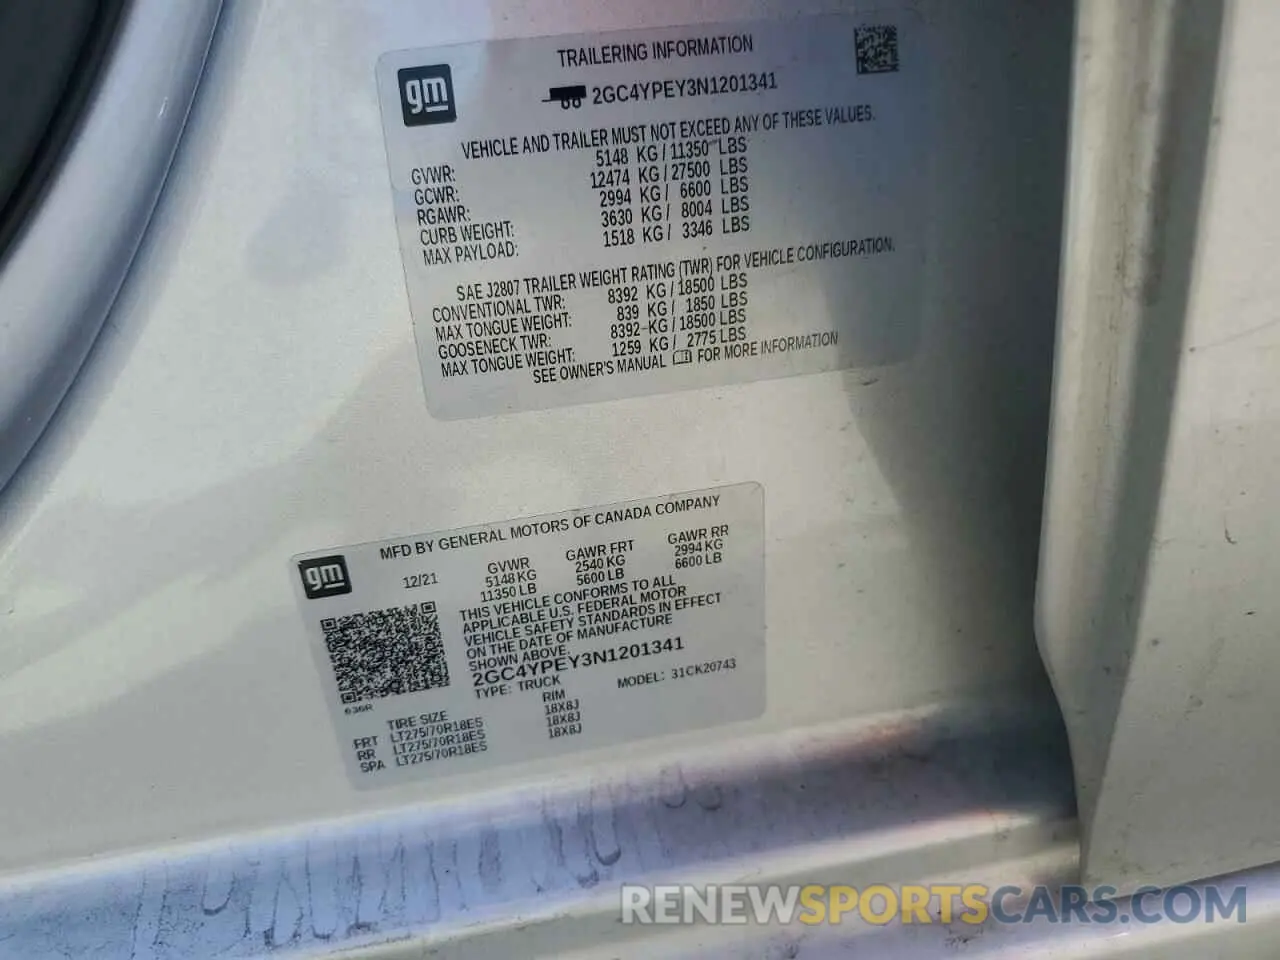 gm
TRAILERING INFORMATION
2GC4YPEY3N1201341
VEHICLE AND TRAILER MUST NOT EXCEED ANY OF THESE VALUES.
GVWR: 5148 KG / 11350 LBS
GCWR: 12474 KG / 27500 LBS
RGAWR: 2994 KG / 6600 LBS
CURB WEIGHT: 3630 KG / 8004 LBS
MAX PAYLOAD: 1518 KG / 3346 LBS
SAE J2807 TRAILER WEIGHT RATING (TWR) FOR VEHICLE CONFIGURATION.
CONVENTIONAL TWR: 8392 KG / 18500 LBS
MAX TONGUE WEIGHT: 839 KG / 1850 LBS
GOOSENECK TWR: 8392 KG / 18500 LBS
MAX TONGUE WEIGHT: 1259 KG / 2775 LBS
SEE OWNER'S MANUAL FOR MORE INFORMATION
gm
MFD BY GENERAL MOTORS OF CANADA COMPANY
12/21 GVWR GAWR FRT GAWR RR
5148 KG 2540 KG 2994 KG
11350 LB 5600 LB 6600 LB
THIS VEHICLE CONFORMS TO ALL
APPLICABLE U.S. FEDERAL MOTOR
VEHICLE SAFETY STANDARDS IN EFFECT
ON THE DATE OF MANUFACTURE
SHOWN ABOVE.
2GC4YPEY3N1201341
TYPE: TRUCK MODEL: 31CK20743
636R
TIRE SIZE RIM
FRT LT275/70R18E5 18X8J
RR LT275/70R18E5 18X8J
SPA LT275/70R18E5 18X8J
RENEWSPORTSCARS.COM